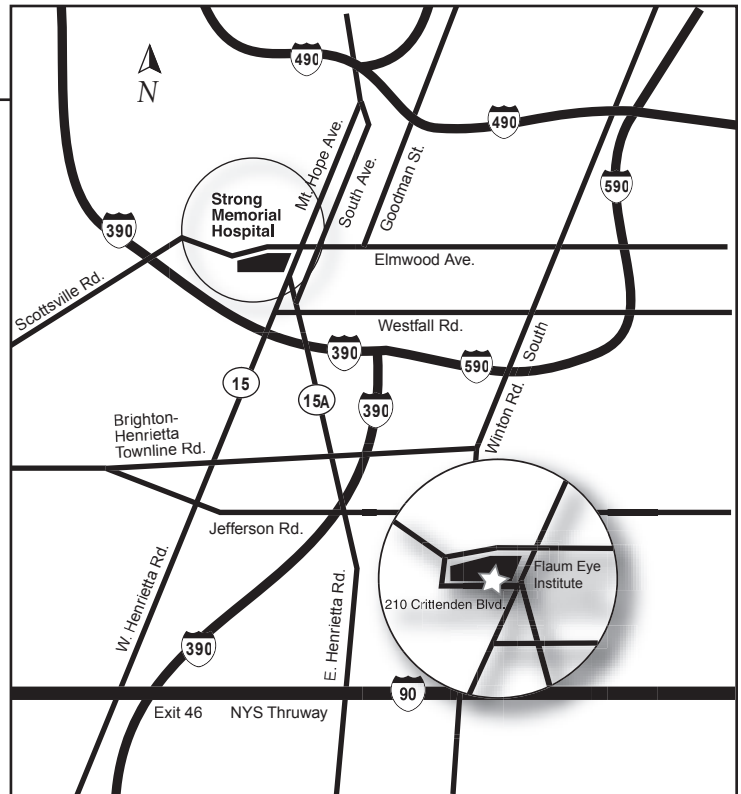 490
N
490
Mt. Hope Ave.
South Ave.
Goodman St.
590
Strong
Memorial
Hospital
390
Elmwood Ave.
Scottsville Rd.
Westfall Rd.
390
590
South
15
15A
390
Winton Rd.
Brighton-
Henrietta
Townline Rd.
Jefferson Rd.
Flaum Eye
Institute
210 Crittenden Blvd.
W. Henrietta Rd.
E. Henrietta Rd.
390
90
Exit 46
NYS Thruway